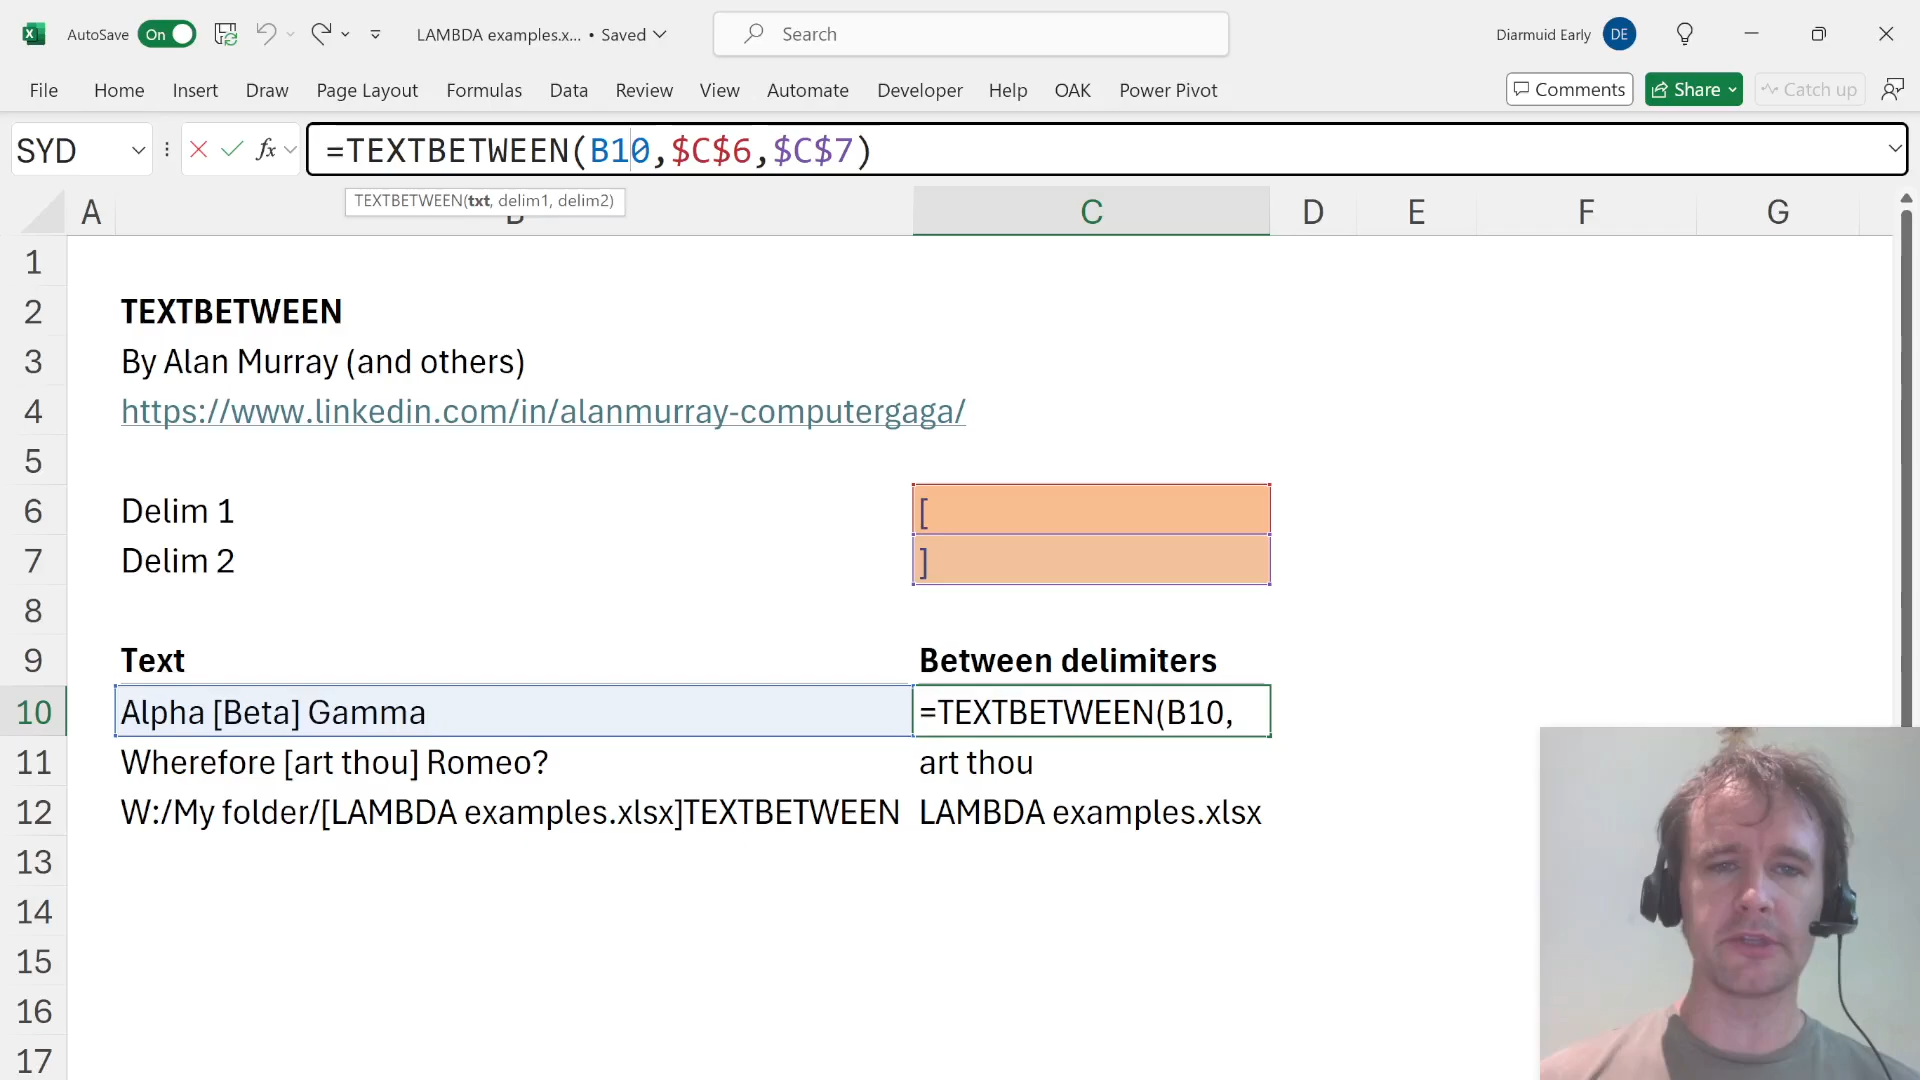 AutoSave On LAMBDA examples.x... • Saved Search Diarmuid Early DE
File Home Insert Draw Page Layout Formulas Data Review View Automate Developer Help OAK Power Pivot Comments Share Catch up
SYD fx =TEXTBETWEEN(B10,$C$6,$C$7)
TEXTBETWEEN(txt, delim1, delim2)
A B C D E F G
1
2 TEXTBETWEEN
3 By Alan Murray (and others)
4 https://www.linkedin.com/in/alanmurray-computergaga/
5
6 Delim 1 [
7 Delim 2 ]
8
9 Text Between delimiters
10 Alpha [Beta] Gamma =TEXTBETWEEN(B10,
11 Wherefore [art thou] Romeo? art thou
12 W:/My folder/[LAMBDA examples.xlsx]TEXTBETWEEN LAMBDA examples.xlsx
13
14
15
16
17